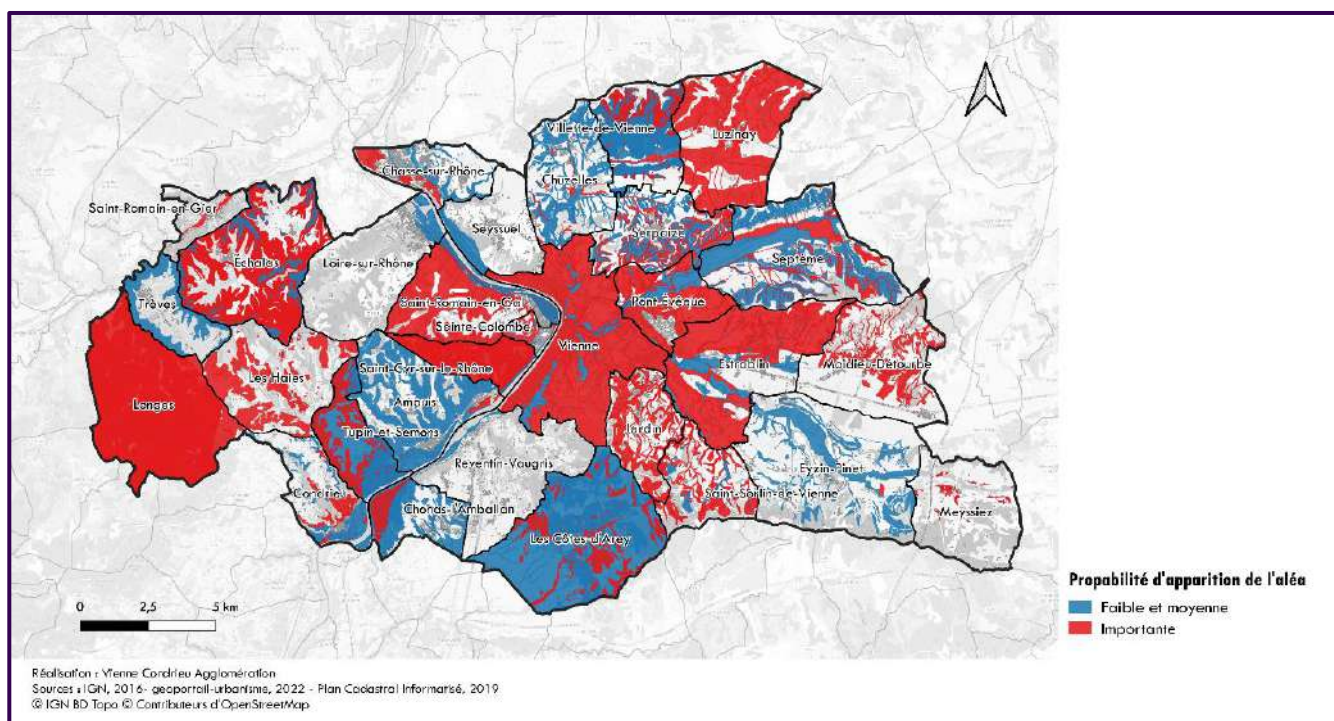 Villette-de-Vienne
Luzinay
Chasse-sur-Rhône
Chuzelles
Saint-Romain-en-Gier
Seyssuel
Serpaize
Échalas
Loire-sur-Rhône
Septème
Trèves
Saint-Romain-en-Gal
Pont-Évêque
Sainte-Colombe
Vienne
Estrablin
Moidieu-Détourbe
Saint-Cyr-sur-le-Rhône
Les Haies
Longes
Ampuis
Jardin
Tupin-et-Semons
Reventin-Vaugris
Eyzin-Pinet
Condrieu
Saint-Sorlin-de-Vienne
Chonas-l'Amballan
Meyssiez
Les Côtes-d'Arey
Propabilité d'apparition de l'aléa
Faible et moyenne
Importante
0 2,5 5 km
Réalisation : Vienne Condrieu Agglomération
Sources : IGN, 2016- geoportail-urbanisme, 2022 - Plan Cadastral Informatisé, 2019
© IGN BD Topo © Contributeurs d'OpenStreetMap